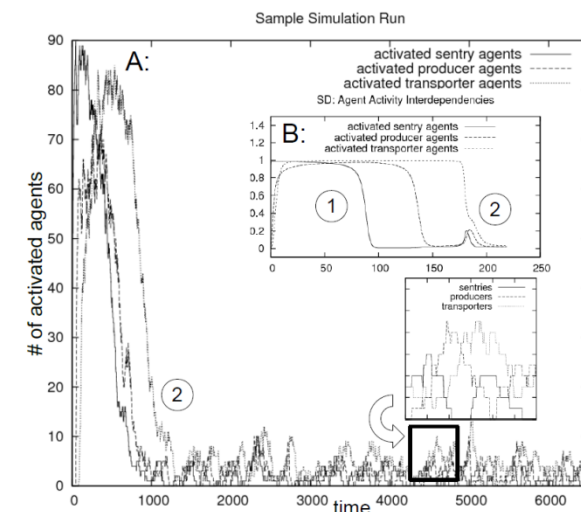 Sample Simulation Run
A:
activated sentry agents
activated producer agents
activated transporter agents
SD: Agent Activity Interdependencies
B:
activated sentry agents
activated producer agents
activated transporter agents
1.4
1.2
1
0.8
0.6
0.4
0.2
0
0 50 100 150 200 250
1
2
sentries
producers
transporters
2
# of activated agents
90
80
70
60
50
40
30
20
10
0
0 1000 2000 3000 4000 5000 6000
time